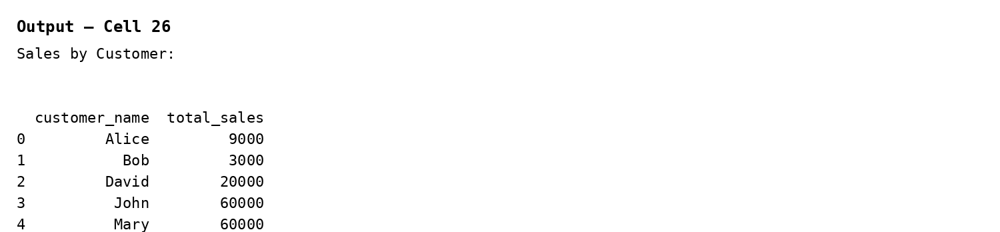 Output — Cell 26
Sales by Customer:
  customer_name  total_sales
0         Alice         9000
1           Bob         3000
2         David        20000
3          John        60000
4          Mary        60000